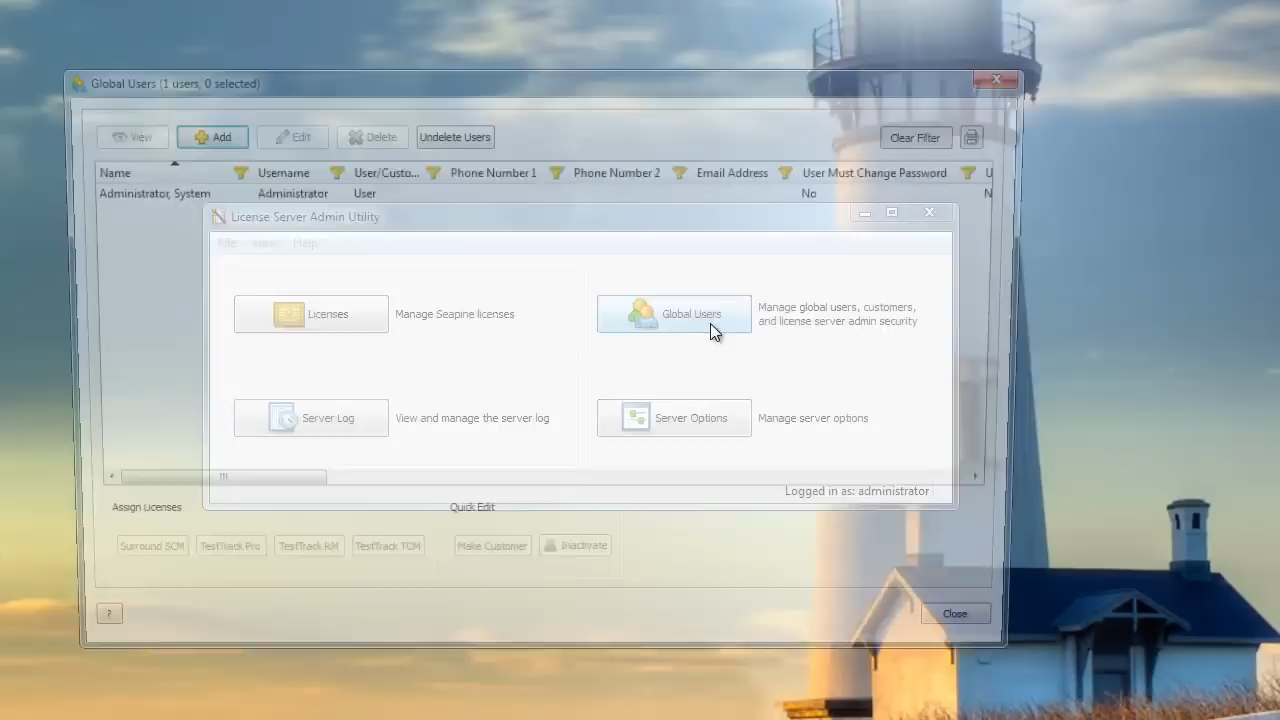 Global Users (1 users, 0 selected)
View Add Edit Delete Undelete Users Clear Filter
Name Username User/Custo... Phone Number 1 Phone Number 2 Email Address User Must Change Password U
Administrator, System Administrator User No N
License Server Admin Utility
File Help
Licenses Manage Seapine licenses
Global Users Manage global users, customers,
and license server admin security
Server Log View and manage the server log
Server Options Manage server options
Logged in as: administrator
Assign Licenses Quick Edit
Surround SCM TestTrack Pro TestTrack RM TestTrack TCM Make Customer Inactivate
? Close